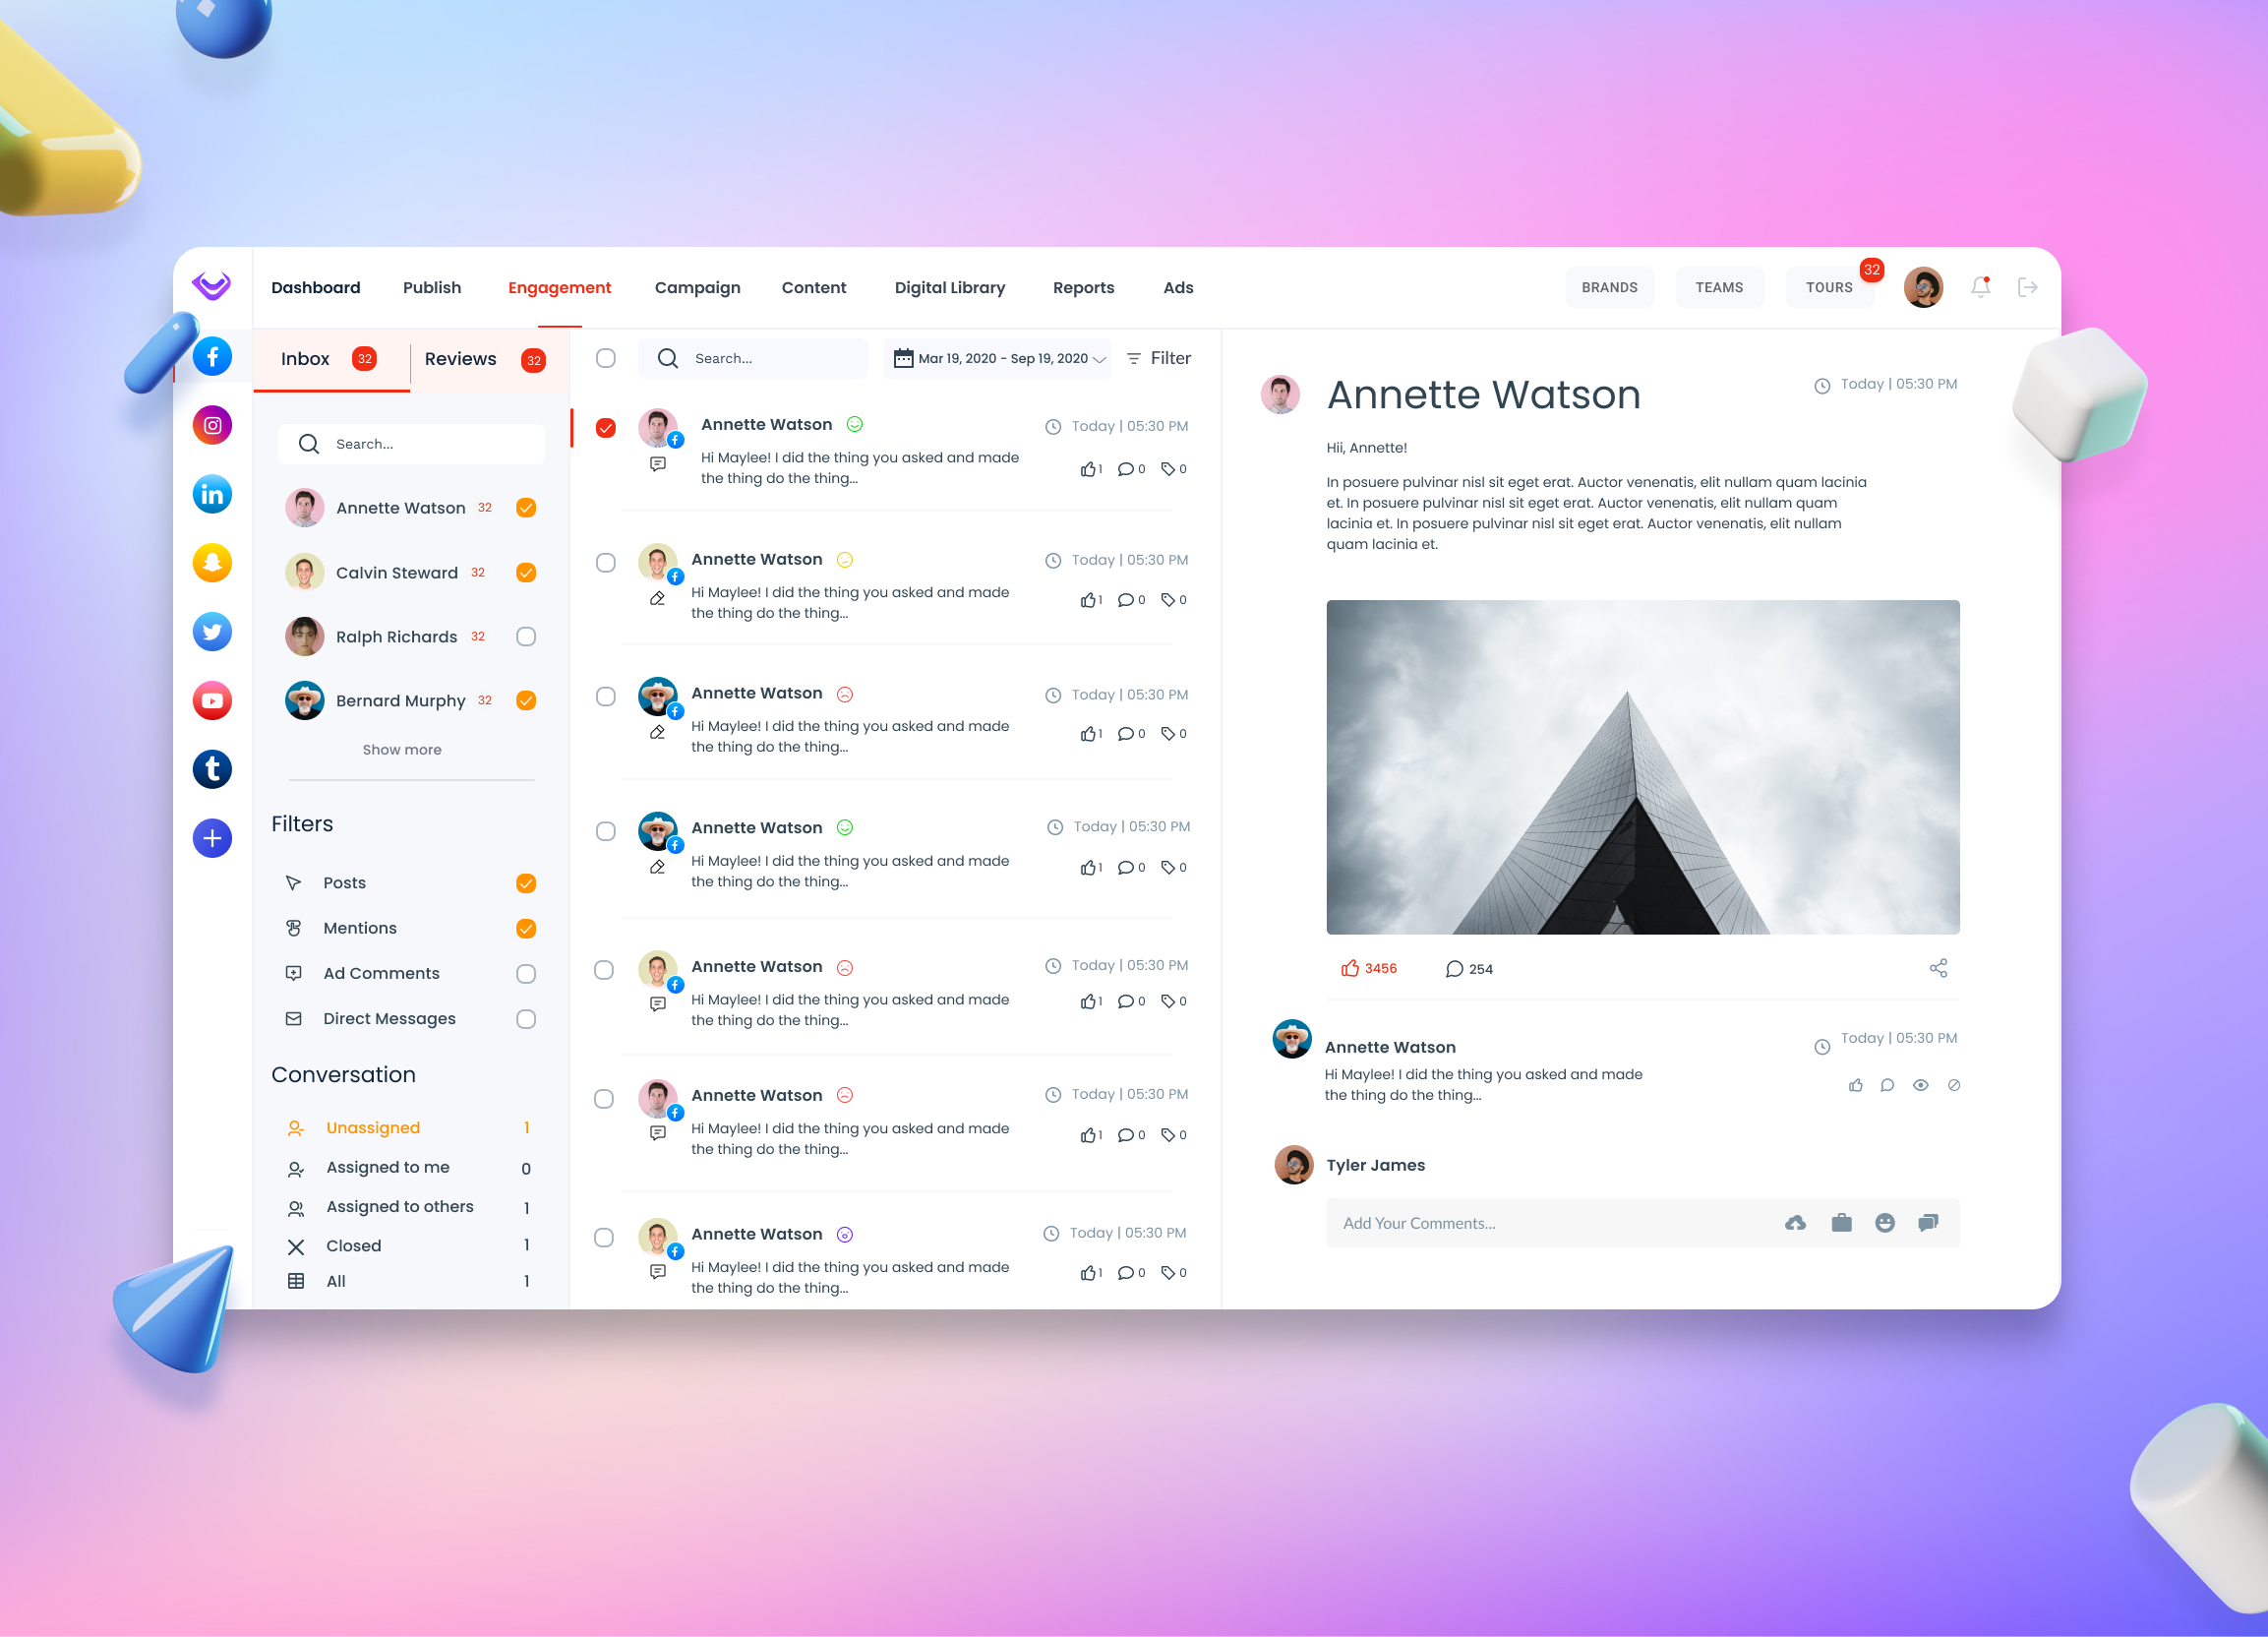 Dashboard
Publish
Engagement
Campaign
Content
Digital Library
Reports
Ads
BRANDS
TEAMS
TOURS
32
Inbox 32
Reviews 32
Search...
Annette Watson 32
Calvin Steward 32
Ralph Richards 32
Bernard Murphy 32
Show more
Filters
Posts
Mentions
Ad Comments
Direct Messages
Conversation
Unassigned 1
Assigned to me 0
Assigned to others 1
Closed 1
All 1
Search...
Mar 19, 2020 - Sep 19, 2020
Filter
Annette Watson
Today | 05:30 PM
Hi Maylee! I did the thing you asked and made
the thing do the thing...
1 0 0
Annette Watson
Today | 05:30 PM
Hi Maylee! I did the thing you asked and made
the thing do the thing...
1 0 0
Annette Watson
Today | 05:30 PM
Hi Maylee! I did the thing you asked and made
the thing do the thing...
1 0 0
Annette Watson
Today | 05:30 PM
Hi Maylee! I did the thing you asked and made
the thing do the thing...
1 0 0
Annette Watson
Today | 05:30 PM
Hi Maylee! I did the thing you asked and made
the thing do the thing...
1 0 0
Annette Watson
Today | 05:30 PM
Hi Maylee! I did the thing you asked and made
the thing do the thing...
1 0 0
Annette Watson
Today | 05:30 PM
Hi Maylee! I did the thing you asked and made
the thing do the thing...
1 0 0
Annette Watson
Today | 05:30 PM
Hii, Annette!
In posuere pulvinar nisl sit eget erat. Auctor venenatis, elit nullam quam lacinia
et. In posuere pulvinar nisl sit eget erat. Auctor venenatis, elit nullam quam
lacinia et. In posuere pulvinar nisl sit eget erat. Auctor venenatis, elit nullam
quam lacinia et.
3456
254
Annette Watson
Today | 05:30 PM
Hi Maylee! I did the thing you asked and made
the thing do the thing...
Tyler James
Add Your Comments...